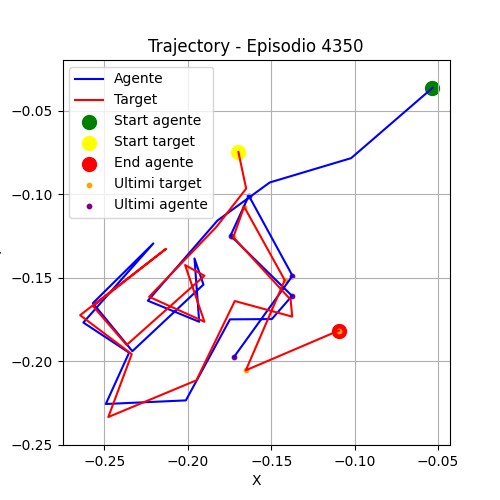 Trajectory - Episodio 4350
Agente
Target
Start agente
Start target
End agente
Ultimi target
Ultimi agente
−0.05
−0.10
−0.15
−0.20
−0.25
−0.25
−0.20
−0.15
−0.10
−0.05
X